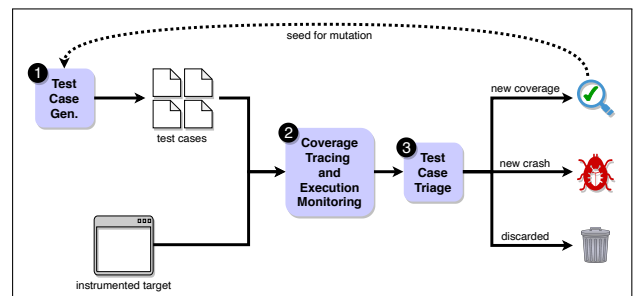 seed for mutation
1
Test
Case
Gen.
test cases
instrumented target
2
Coverage
Tracing
and
Execution
Monitoring
3
Test
Case
Triage
new coverage
new crash
discarded